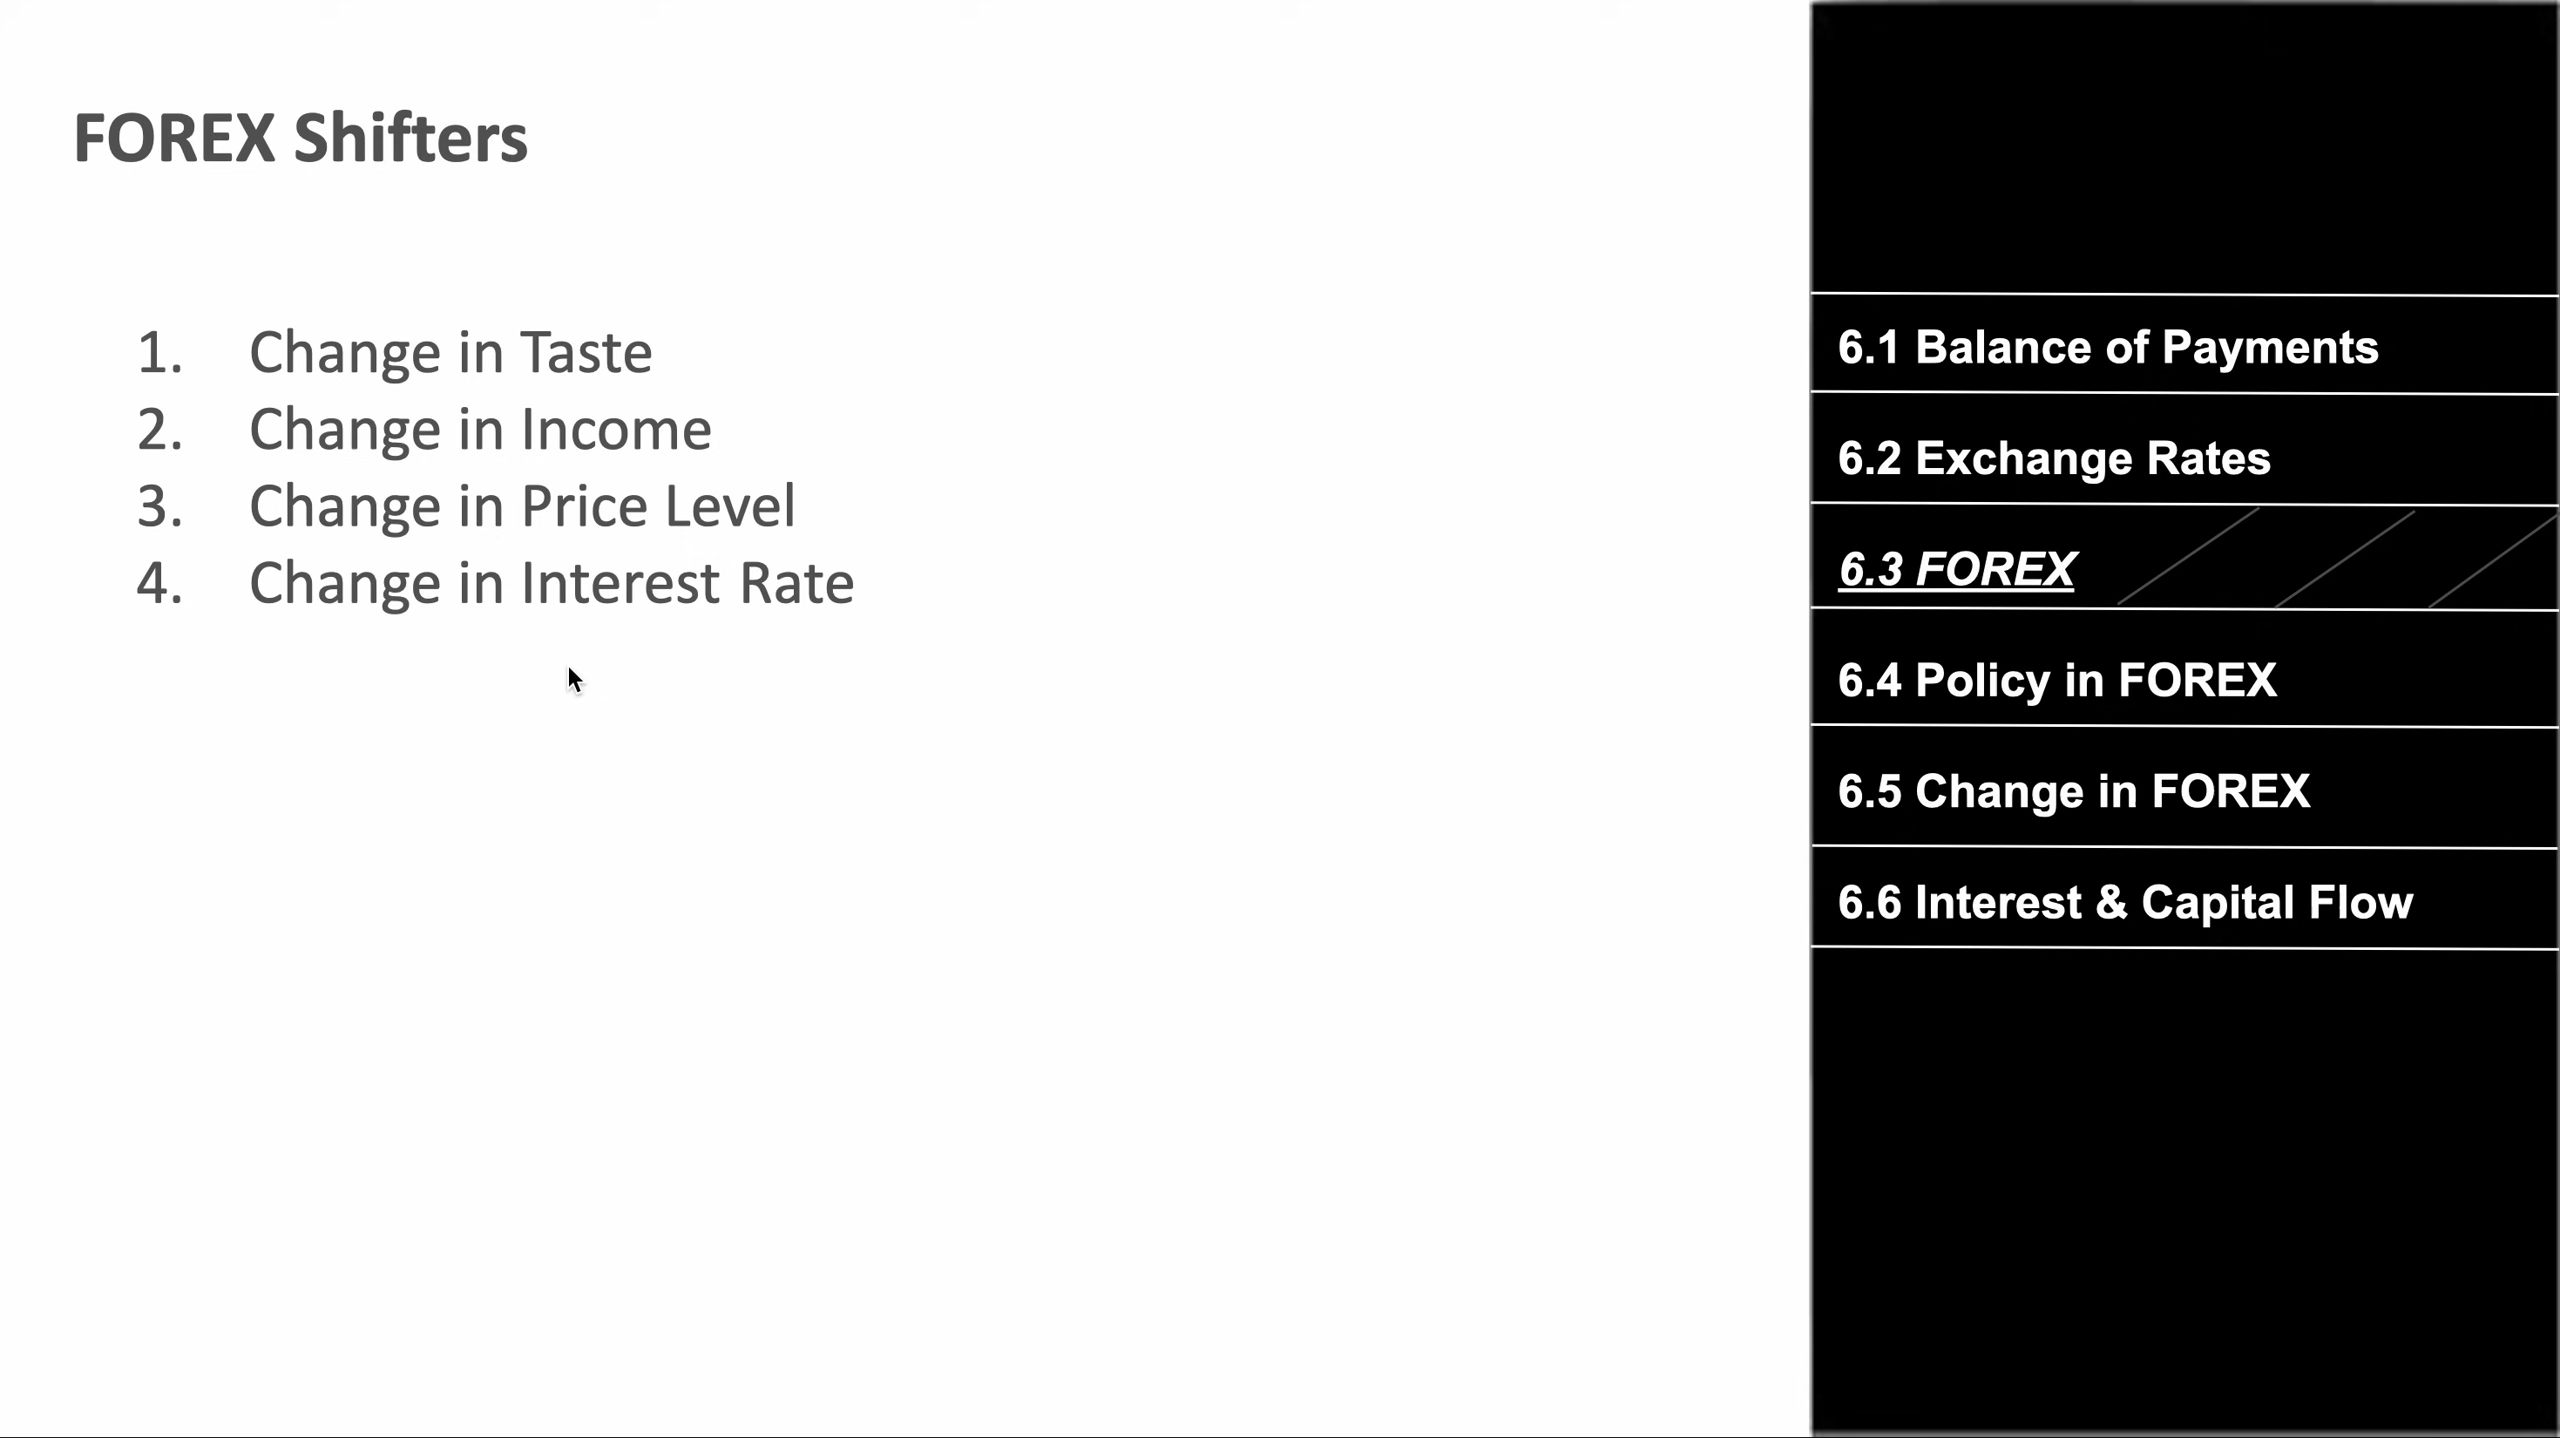 FOREX Shifters
1. Change in Taste
2. Change in Income
3. Change in Price Level
4. Change in Interest Rate
6.1 Balance of Payments
6.2 Exchange Rates
6.3 FOREX
6.4 Policy in FOREX
6.5 Change in FOREX
6.6 Interest & Capital Flow